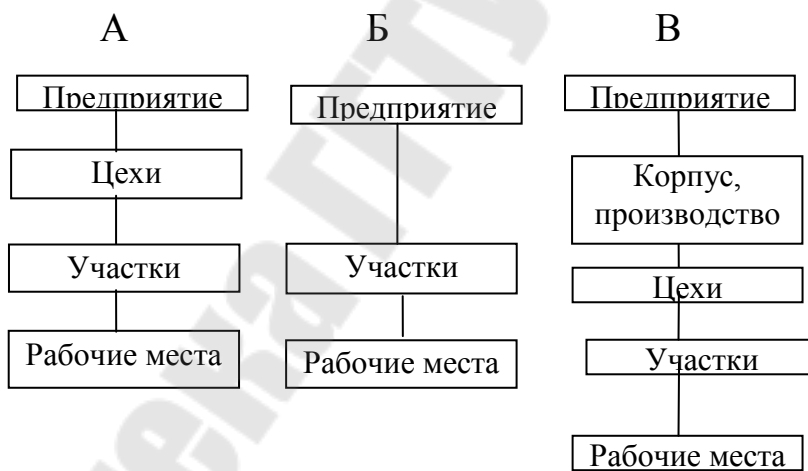 А
Б
В
Предприятие
Цехи
Участки
Рабочие места
Предприятие
Участки
Рабочие места
Предприятие
Корпус,
производство
Цехи
Участки
Рабочие места